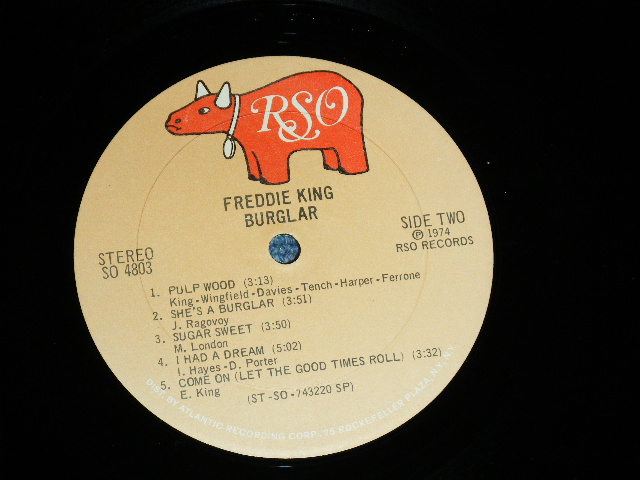 RSO
FREDDIE KING
BURGLAR
STEREO
SO 4803
SIDE TWO
Ⓟ 1974
RSO RECORDS
1. PULP WOOD (3:13)
King-Wingfield-Davies-Tench-Harper-Ferrone
2. SHE'S A BURGLAR (3:51)
J. Ragovoy
3. SUGAR SWEET (3:50)
M. London
4. I HAD A DREAM (5:02)
I. Hayes-D. Porter
5. COME ON (LET THE GOOD TIMES ROLL) (3:32)
E. King
(ST-SO-743220 SP)
DIST. BY ATLANTIC RECORDING CORP., 75 ROCKEFELLER PLAZA, N.Y., N.Y.